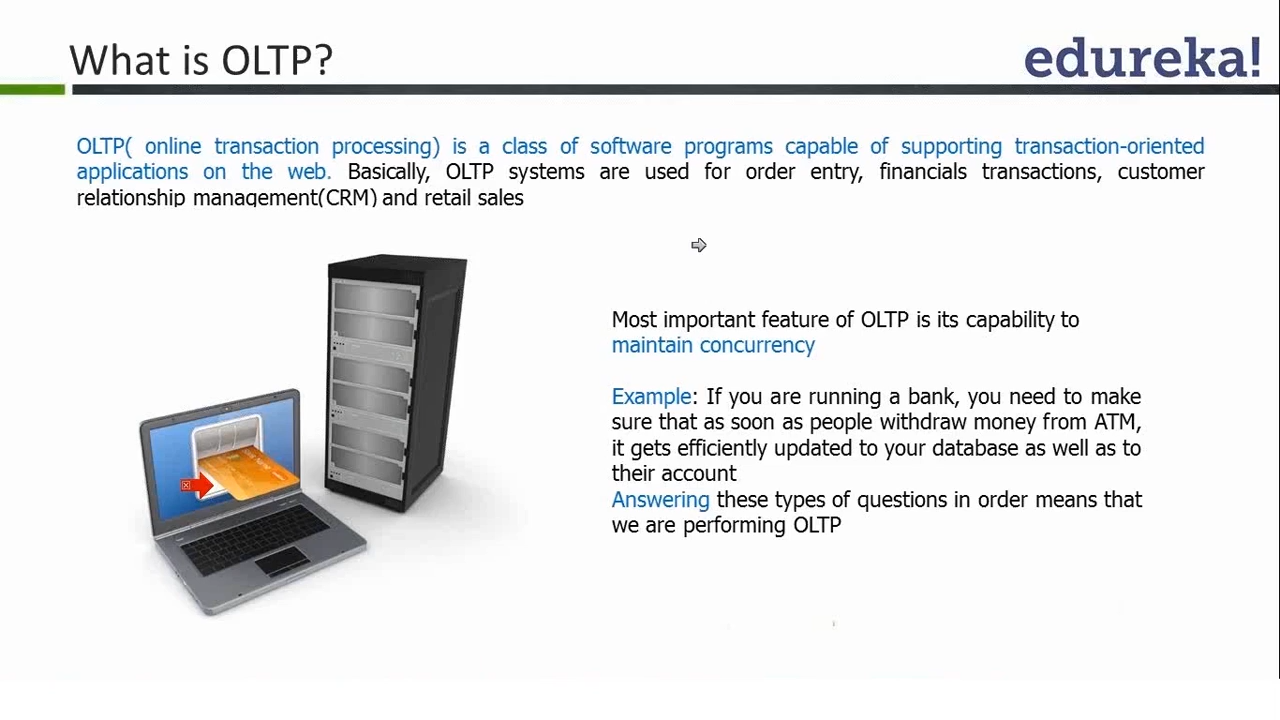 What is OLTP?
edureka!
OLTP( online transaction processing) is a class of software programs capable of supporting transaction-oriented
applications on the web. Basically, OLTP systems are used for order entry, financials transactions, customer
relationship management(CRM) and retail sales
Most important feature of OLTP is its capability to
maintain concurrency
Example: If you are running a bank, you need to make
sure that as soon as people withdraw money from ATM,
it gets efficiently updated to your database as well as to
their account
Answering these types of questions in order means that
we are performing OLTP